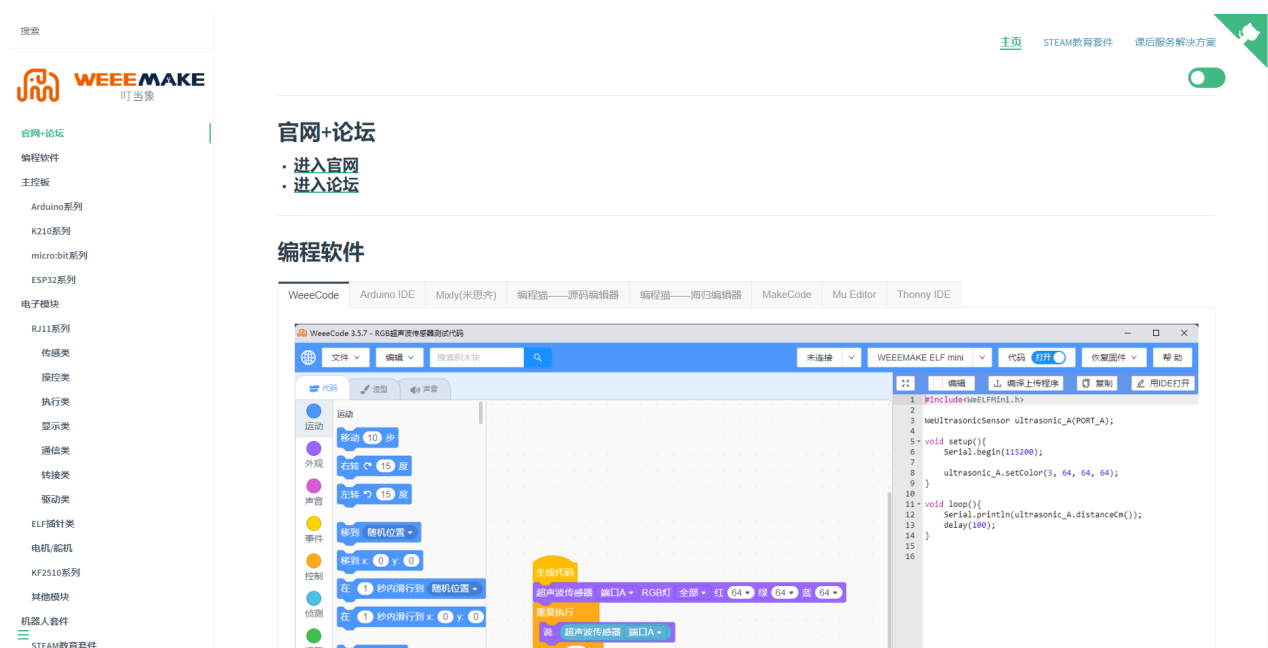 搜索
主页 STEAM教育套件 课后服务解决方案
WEEEMAKE
叮当象
官网+论坛
编程软件
主控板
Arduino系列
K210系列
micro:bit系列
ESP32系列
电子模块
RJ11系列
传感类
操控类
执行类
显示类
通信类
转接类
驱动类
ELF插针类
电机/舵机
KF2510系列
其他模块
机器人套件
STEAM教育套件
官网+论坛
进入官网
进入论坛
编程软件
WeeeCode Arduino IDE Mixly(米思齐) 编程猫——源码编辑器 编程猫——海归编辑器 MakeCode Mu Editor Thonny IDE
WeeeCode 3.5.7 - RGB超声波传感器测试代码
文件 编辑 搜索积木块 未连接 WEEEMAKE ELF mini 代码 打开 恢复固件 帮助
代码 造型 声音
编辑 编译上传程序 复制 用IDE打开
运动
外观
声音
事件
控制
侦测
运动
移动 10 步
右转 15 度
左转 15 度
移到 随机位置
移到 x: 0 y: 0
在 1 秒内滑行到 随机位置
在 1 秒内滑行到 x: 0 y: 0
生成代码
超声波传感器 端口A RGB灯 全部 红 64 绿 64 蓝 64
重复执行
说 超声波传感器 端口A
1 #include<WeELFMini.h>
2
3 WeUltrasonicSensor ultrasonic_A(PORT_A);
4
5 void setup(){
6 Serial.begin(115200);
7
8 ultrasonic_A.setColor(3, 64, 64, 64);
9 }
10
11 void loop(){
12 Serial.println(ultrasonic_A.distanceCm());
13 delay(100);
14 }
15
16